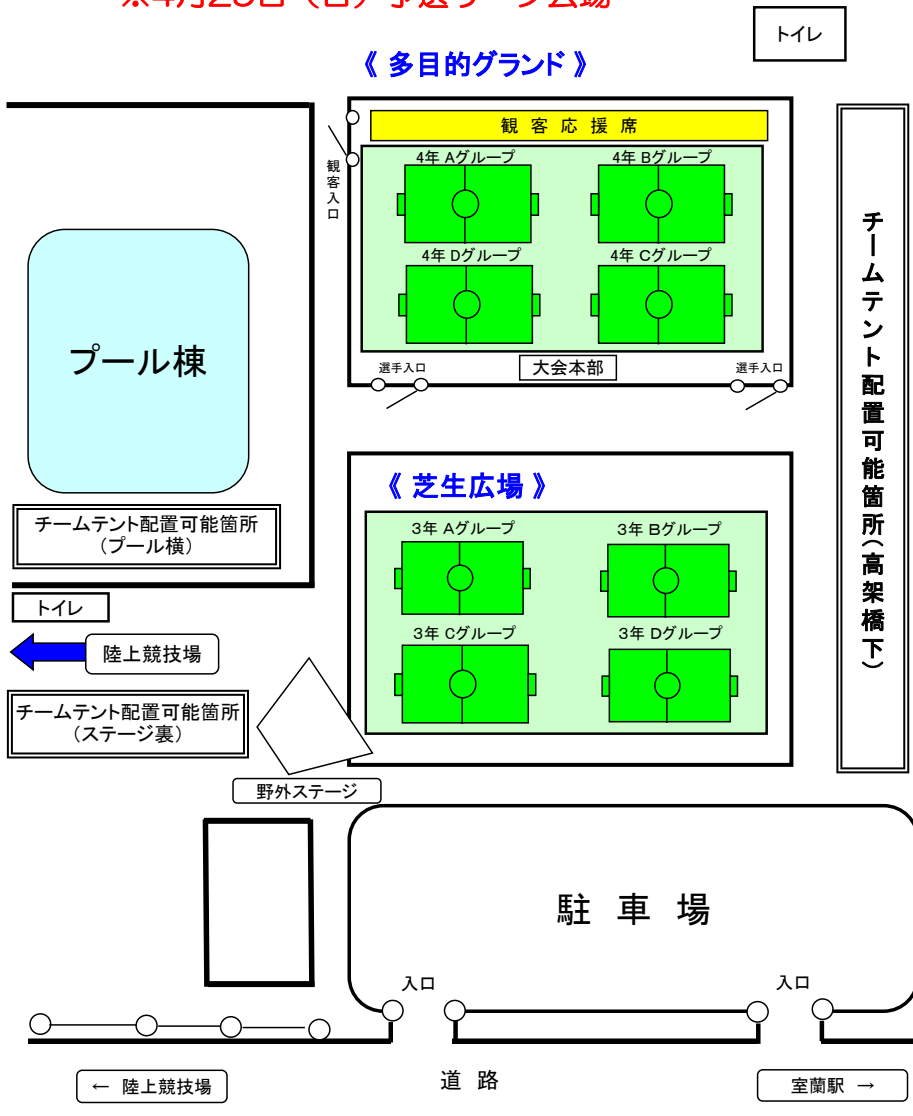 予選リーグ会場
トイレ
《 多目的グランド 》
観 客 応 援 席
観客入口
4年 Aグループ
4年 Bグループ
4年 Dグループ
4年 Cグループ
選手入口
大会本部
選手入口
チームテント配置可能箇所(高架橋下)
プール棟
チームテント配置可能箇所
(プール横)
トイレ
陸上競技場
チームテント配置可能箇所
(ステージ裏)
野外ステージ
《 芝生広場 》
3年 Aグループ
3年 Bグループ
3年 Cグループ
3年 Dグループ
駐 車 場
入口
入口
← 陸上競技場
道 路
室蘭駅 →